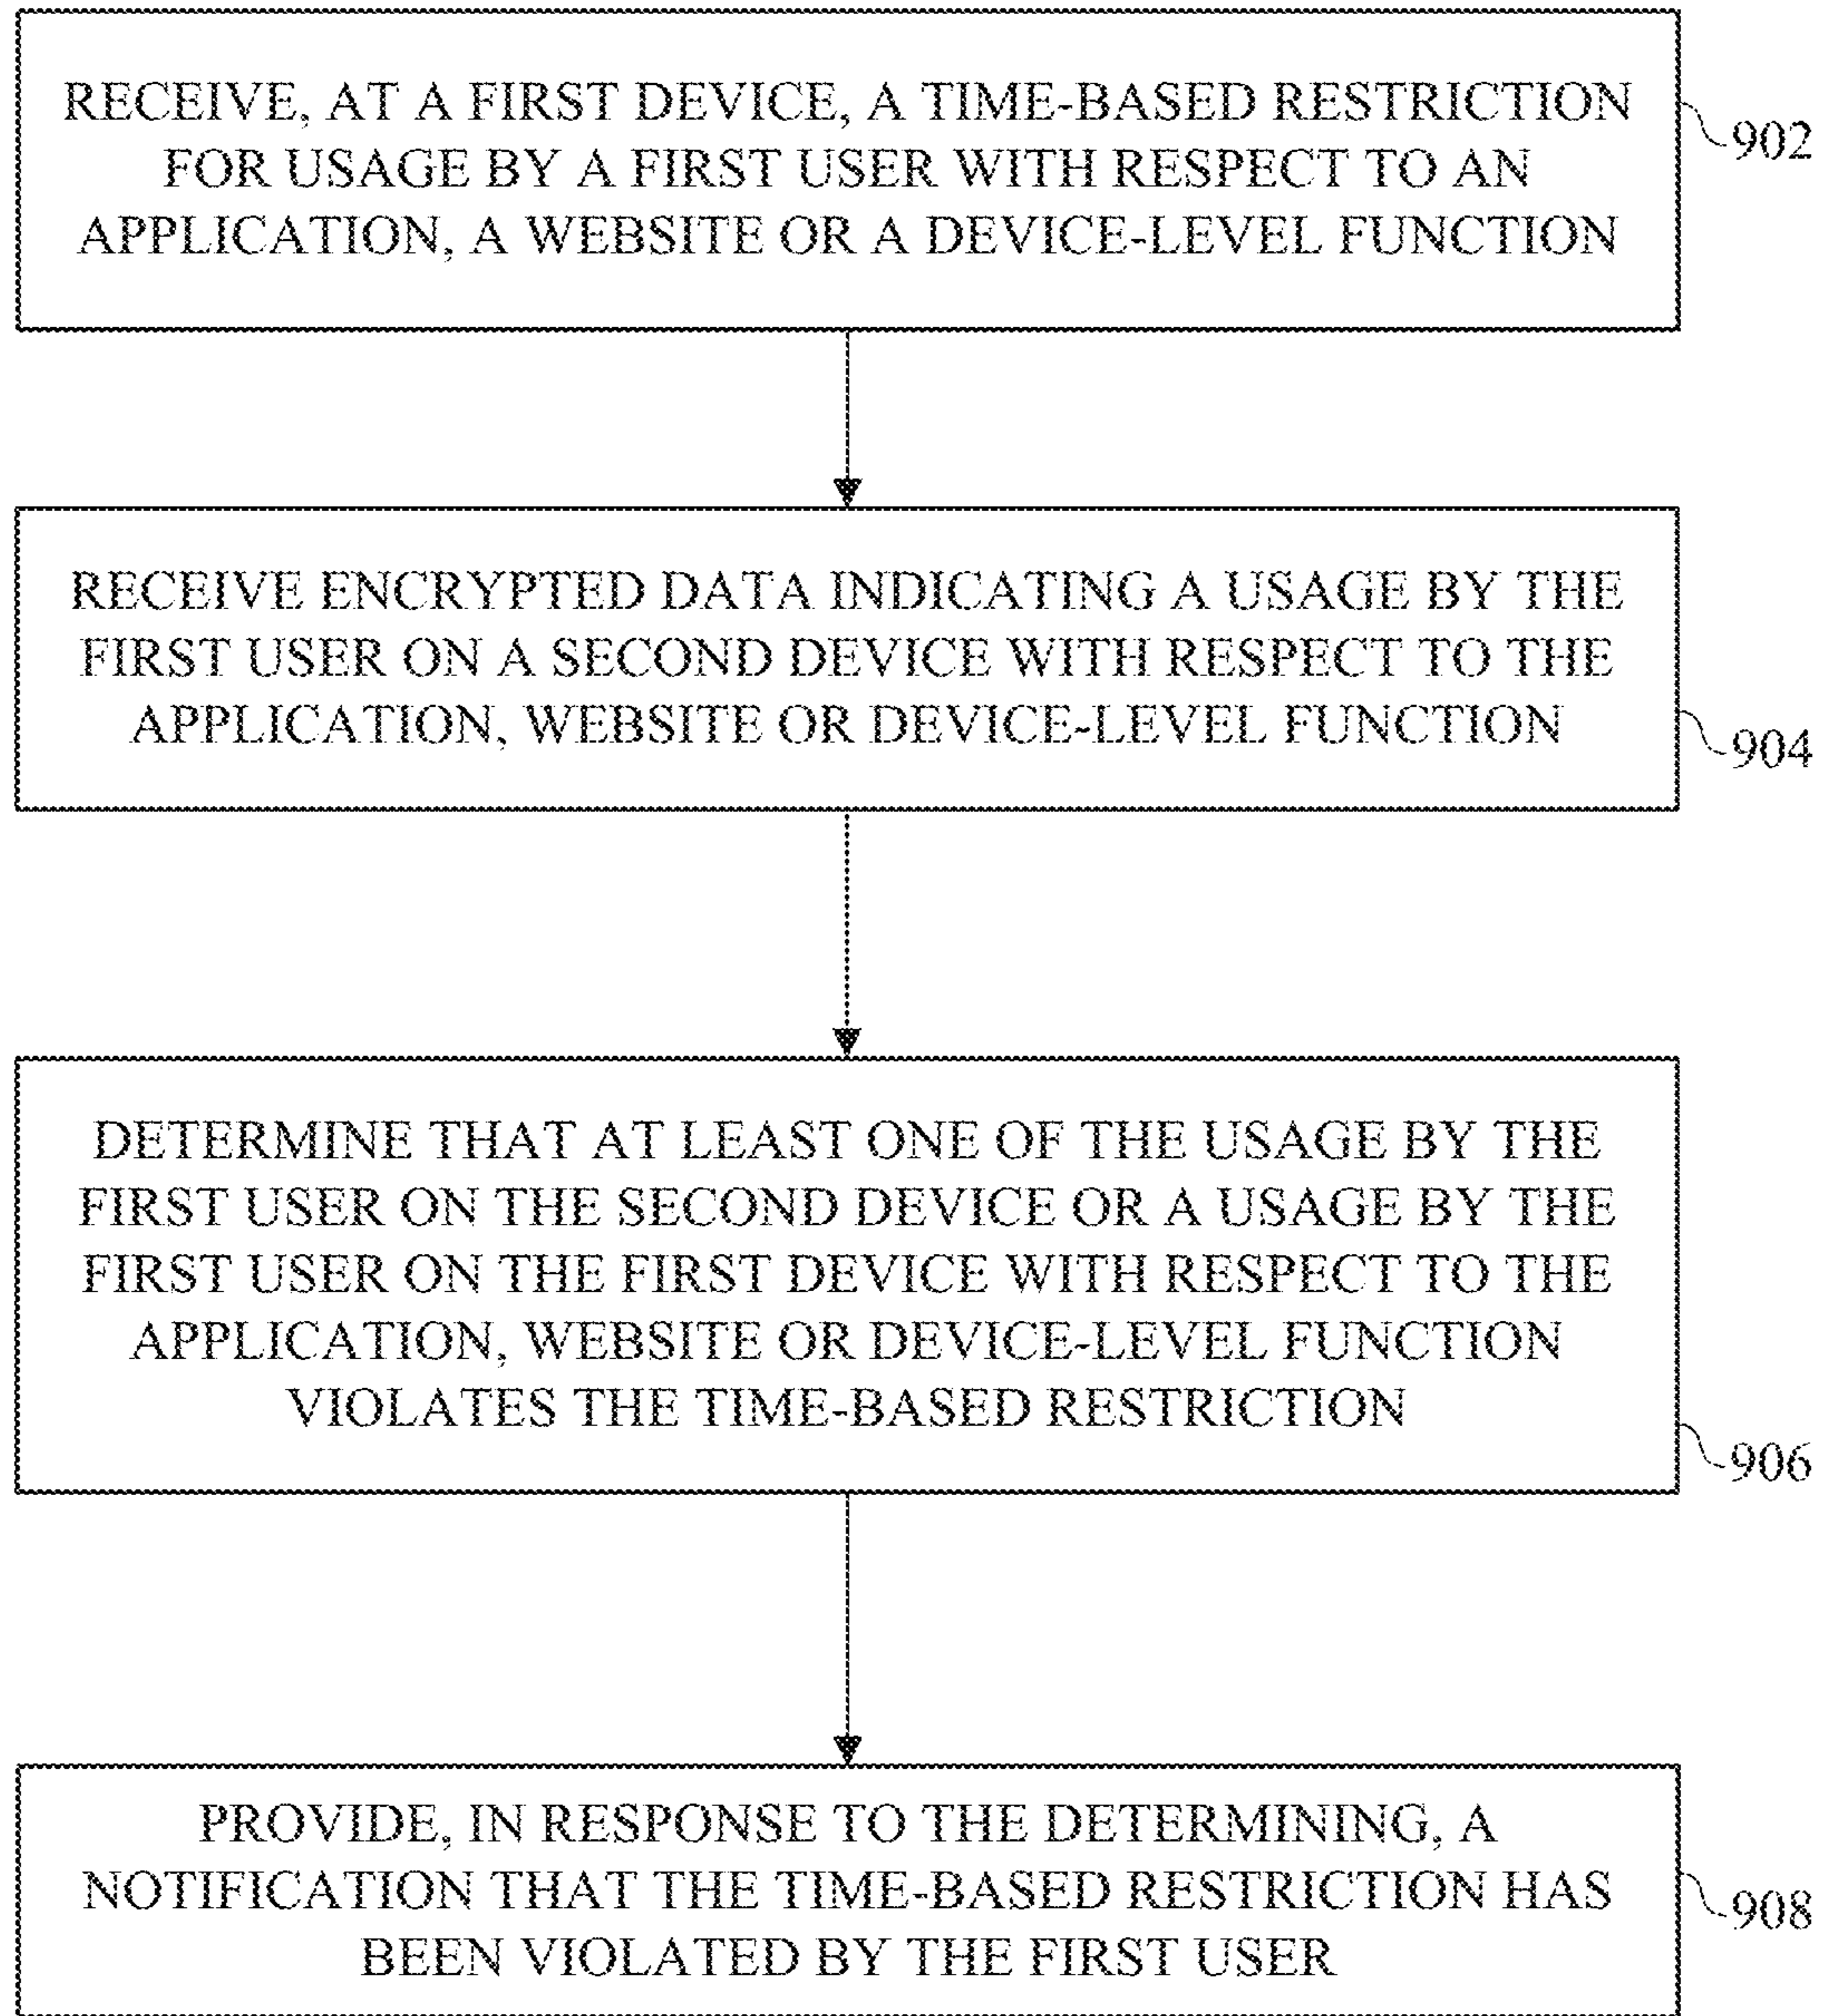 RECEIVE, AT A FIRST DEVICE, A TIME-BASED RESTRICTION
FOR USAGE BY A FIRST USER WITH RESPECT TO AN
APPLICATION, A WEBSITE OR A DEVICE-LEVEL FUNCTION
902
RECEIVE ENCRYPTED DATA INDICATING A USAGE BY THE
FIRST USER ON A SECOND DEVICE WITH RESPECT TO THE
APPLICATION, WEBSITE OR DEVICE-LEVEL FUNCTION
904
DETERMINE THAT AT LEAST ONE OF THE USAGE BY THE
FIRST USER ON THE SECOND DEVICE OR A USAGE BY THE
FIRST USER ON THE FIRST DEVICE WITH RESPECT TO THE
APPLICATION, WEBSITE OR DEVICE-LEVEL FUNCTION
VIOLATES THE TIME-BASED RESTRICTION
906
PROVIDE, IN RESPONSE TO THE DETERMINING, A
NOTIFICATION THAT THE TIME-BASED RESTRICTION HAS
BEEN VIOLATED BY THE FIRST USER
908